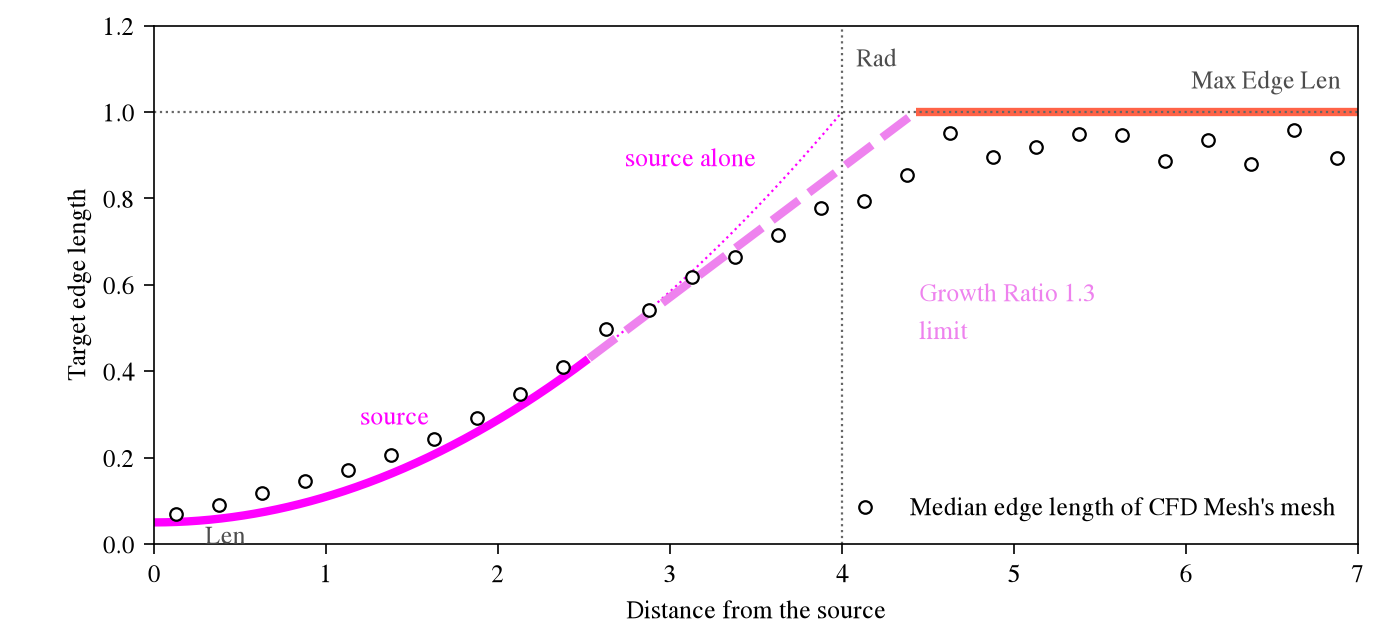 1.2
Rad
Max Edge Len
1.0
source alone
0.8
Target edge length
0.6
Growth Ratio 1.3
limit
0.4
source
0.2
Median edge length of CFD Mesh's mesh
Len
0.0
0 1 2 3 4 5 6 7
Distance from the source